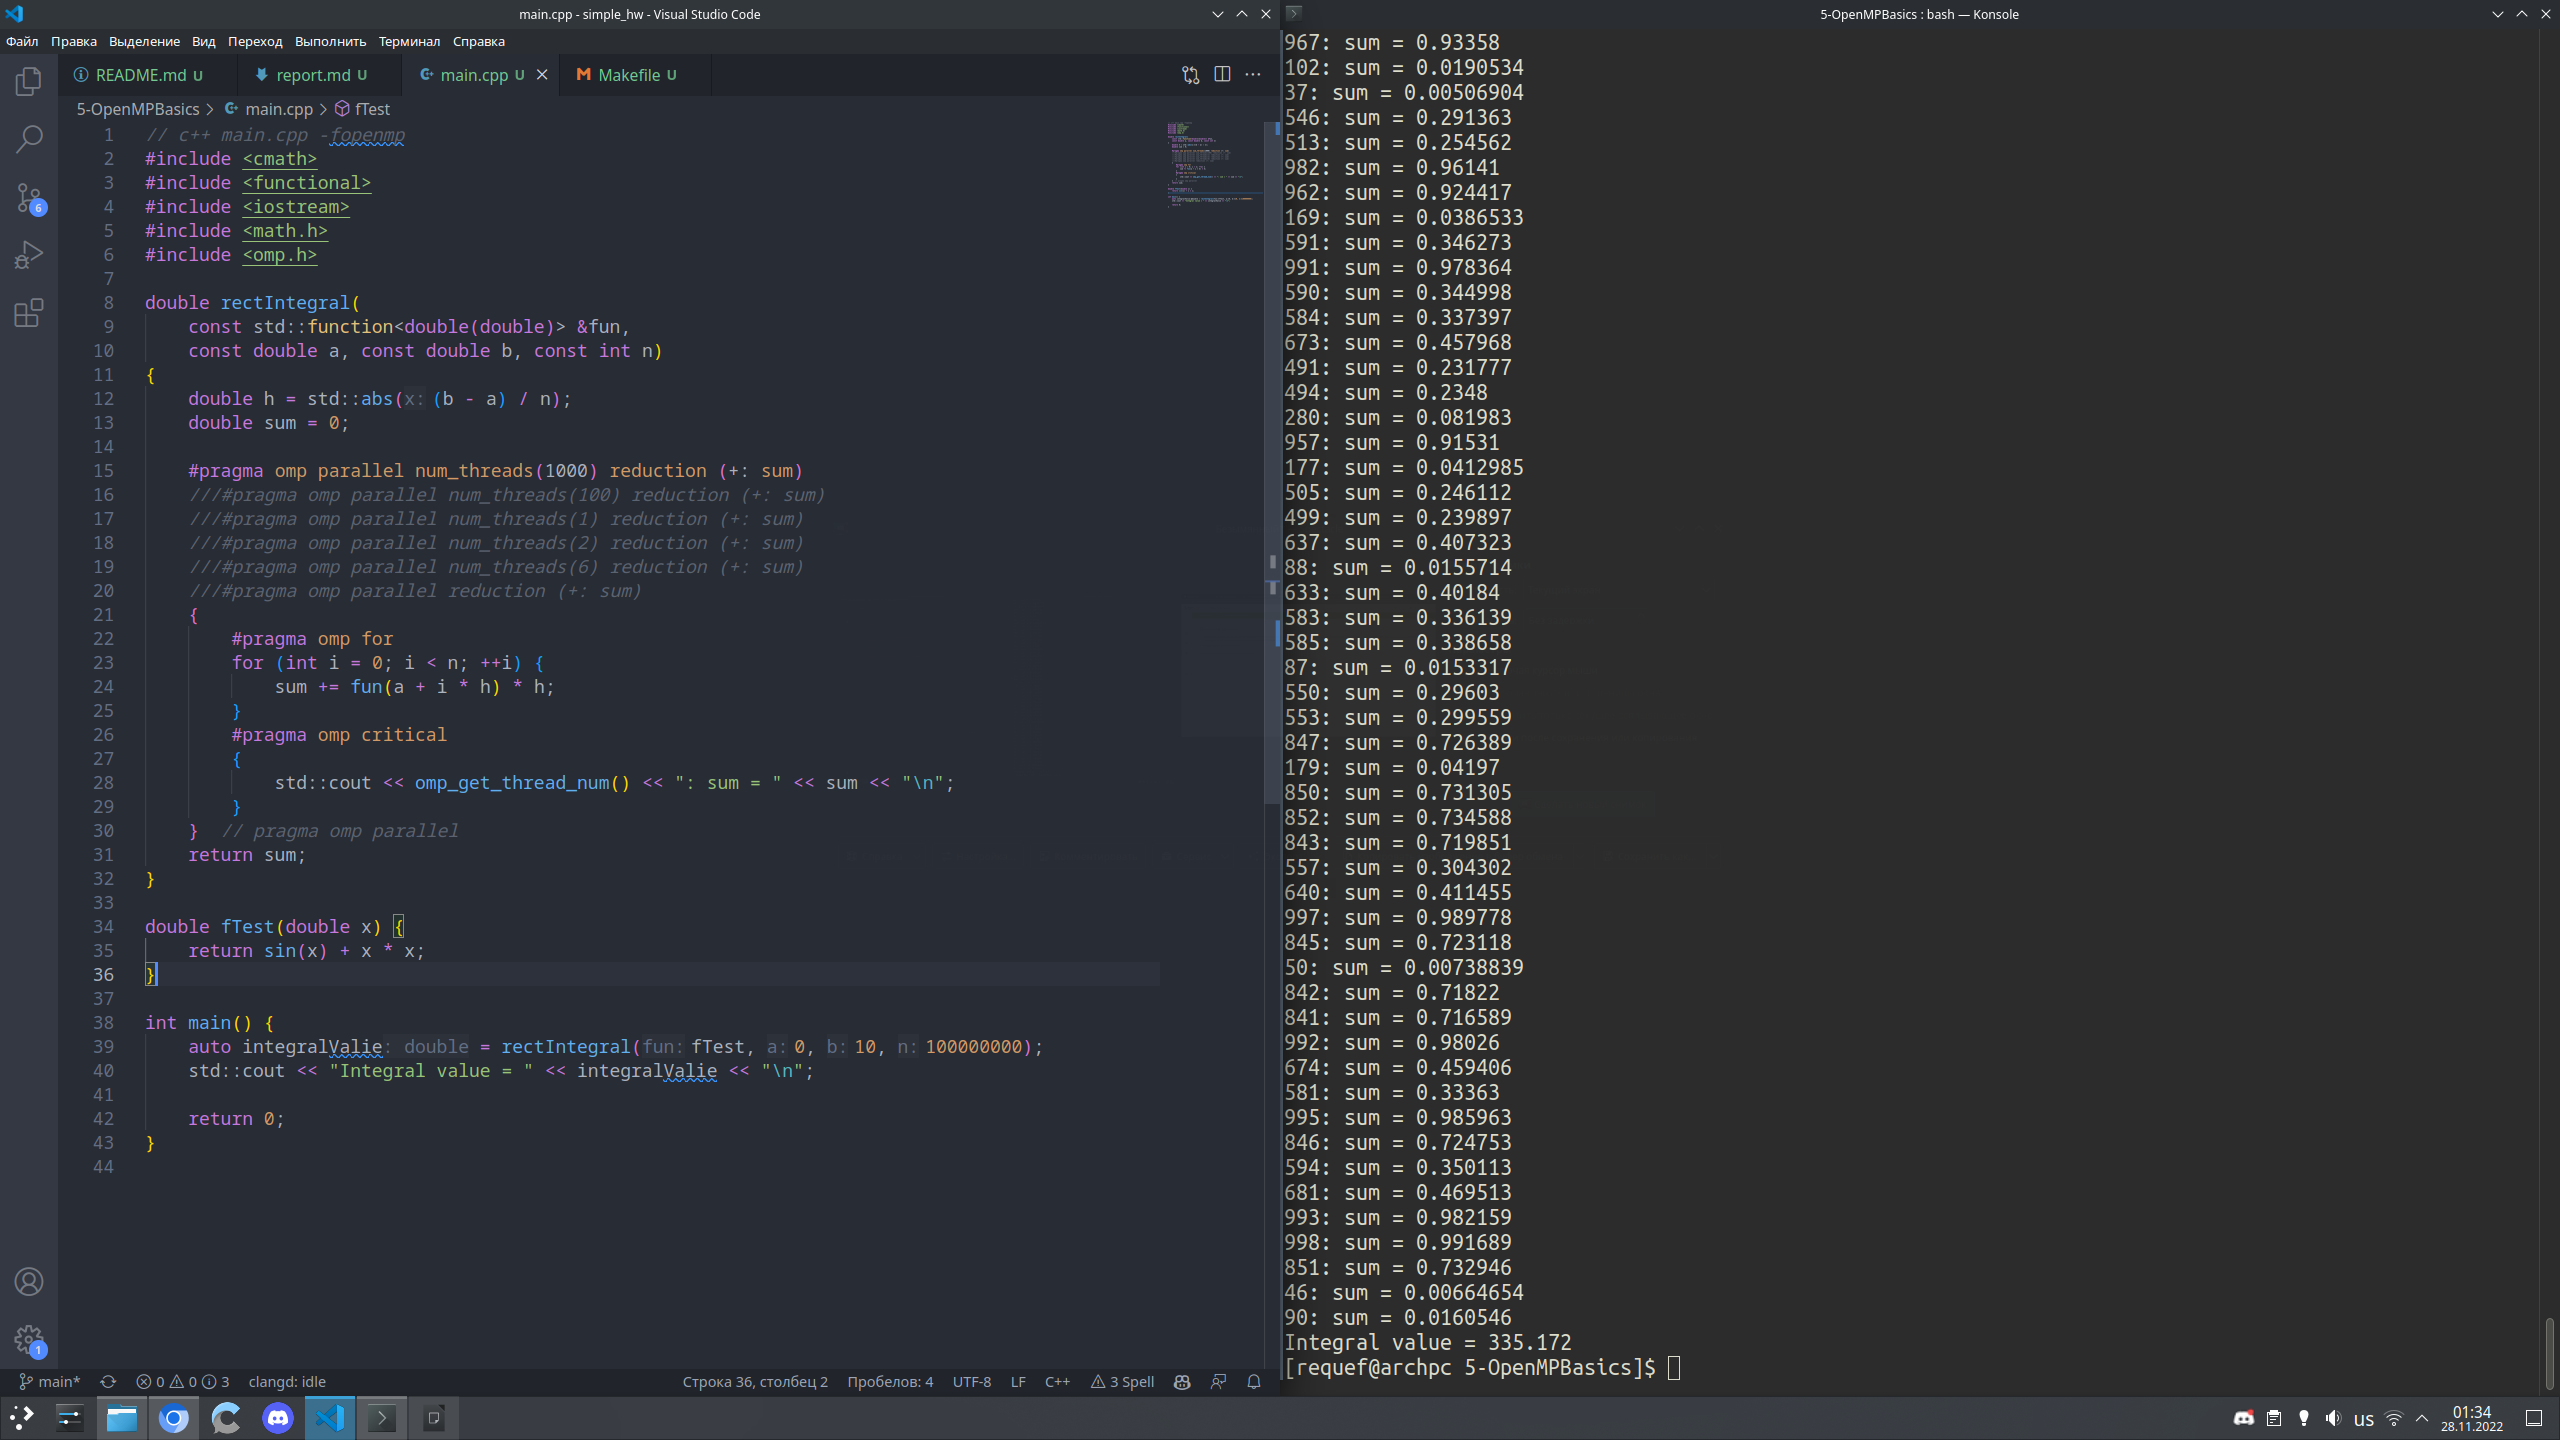 main.cpp - simple_hw - Visual Studio Code
Файл Правка Выделение Вид Переход Выполнить Терминал Справка
README.md U report.md U main.cpp U Makefile U
5-OpenMPBasics > main.cpp > fTest
1 // c++ main.cpp -fopenmp
2 #include <cmath>
3 #include <functional>
4 #include <iostream>
5 #include <math.h>
6 #include <omp.h>
7
8 double rectIntegral(
9 const std::function<double(double)> &fun,
10 const double a, const double b, const int n)
11 {
12 double h = std::abs(x: (b - a) / n);
13 double sum = 0;
14
15 #pragma omp parallel num_threads(1000) reduction (+: sum)
16 ///#pragma omp parallel num_threads(100) reduction (+: sum)
17 ///#pragma omp parallel num_threads(1) reduction (+: sum)
18 ///#pragma omp parallel num_threads(2) reduction (+: sum)
19 ///#pragma omp parallel num_threads(6) reduction (+: sum)
20 ///#pragma omp parallel reduction (+: sum)
21 {
22 #pragma omp for
23 for (int i = 0; i < n; ++i) {
24 sum += fun(a + i * h) * h;
25 }
26 #pragma omp critical
27 {
28 std::cout << omp_get_thread_num() << ": sum = " << sum << "\n";
29 }
30 } // pragma omp parallel
31 return sum;
32 }
33
34 double fTest(double x) {
35 return sin(x) + x * x;
36 }
37
38 int main() {
39 auto integralValie: double = rectIntegral(fun: fTest, a: 0, b: 10, n: 100000000);
40 std::cout << "Integral value = " << integralValie << "\n";
41
42 return 0;
43 }
44
6
1
main* 0 0 3 clangd: idle Строка 36, столбец 2 Пробелов: 4 UTF-8 LF C++ 3 Spell
5-OpenMPBasics : bash — Konsole
967: sum = 0.93358
102: sum = 0.0190534
37: sum = 0.00506904
546: sum = 0.291363
513: sum = 0.254562
982: sum = 0.96141
962: sum = 0.924417
169: sum = 0.0386533
591: sum = 0.346273
991: sum = 0.978364
590: sum = 0.344998
584: sum = 0.337397
673: sum = 0.457968
491: sum = 0.231777
494: sum = 0.2348
280: sum = 0.081983
957: sum = 0.91531
177: sum = 0.0412985
505: sum = 0.246112
499: sum = 0.239897
637: sum = 0.407323
88: sum = 0.0155714
633: sum = 0.40184
583: sum = 0.336139
585: sum = 0.338658
87: sum = 0.0153317
550: sum = 0.29603
553: sum = 0.299559
847: sum = 0.726389
179: sum = 0.04197
850: sum = 0.731305
852: sum = 0.734588
843: sum = 0.719851
557: sum = 0.304302
640: sum = 0.411455
997: sum = 0.989778
845: sum = 0.723118
50: sum = 0.00738839
842: sum = 0.71822
841: sum = 0.716589
992: sum = 0.98026
674: sum = 0.459406
581: sum = 0.33363
995: sum = 0.985963
846: sum = 0.724753
594: sum = 0.350113
681: sum = 0.469513
993: sum = 0.982159
998: sum = 0.991689
851: sum = 0.732946
46: sum = 0.00664654
90: sum = 0.0160546
Integral value = 335.172
[requef@archpc 5-OpenMPBasics]$
us 01:34
28.11.2022